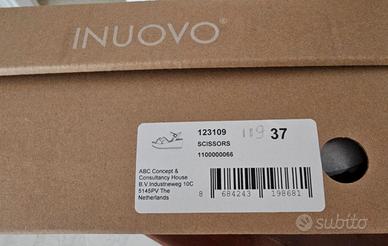 INUOVO®
123109 119 37
SCISSORS
1100000066
ABC Concept &
Consultancy House
B.V.Industrieweg 10C
5145PV The
Netherlands
8 684243 198681
subito